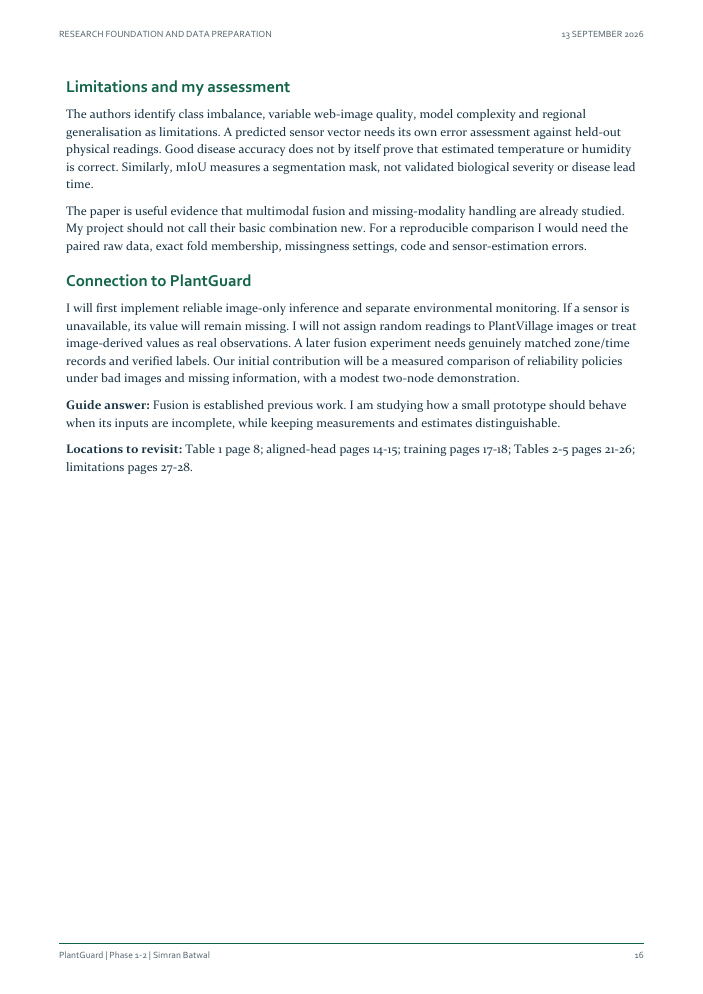 RESEARCH FOUNDATION AND DATA PREPARATION
13 SEPTEMBER 2026
Limitations and my assessment
The authors identify class imbalance, variable web-image quality, model complexity and regional
generalisation as limitations. A predicted sensor vector needs its own error assessment against held-out
physical readings. Good disease accuracy does not by itself prove that estimated temperature or humidity
is correct. Similarly, mIoU measures a segmentation mask, not validated biological severity or disease lead
time.
The paper is useful evidence that multimodal fusion and missing-modality handling are already studied.
My project should not call their basic combination new. For a reproducible comparison I would need the
paired raw data, exact fold membership, missingness settings, code and sensor-estimation errors.
Connection to PlantGuard
I will first implement reliable image-only inference and separate environmental monitoring. If a sensor is
unavailable, its value will remain missing. I will not assign random readings to PlantVillage images or treat
image-derived values as real observations. A later fusion experiment needs genuinely matched zone/time
records and verified labels. Our initial contribution will be a measured comparison of reliability policies
under bad images and missing information, with a modest two-node demonstration.
Guide answer: Fusion is established previous work. I am studying how a small prototype should behave
when its inputs are incomplete, while keeping measurements and estimates distinguishable.
Locations to revisit: Table 1 page 8; aligned-head pages 14-15; training pages 17-18; Tables 2-5 pages 21-26;
limitations pages 27-28.
PlantGuard | Phase 1-2 | Simran Batwal
16